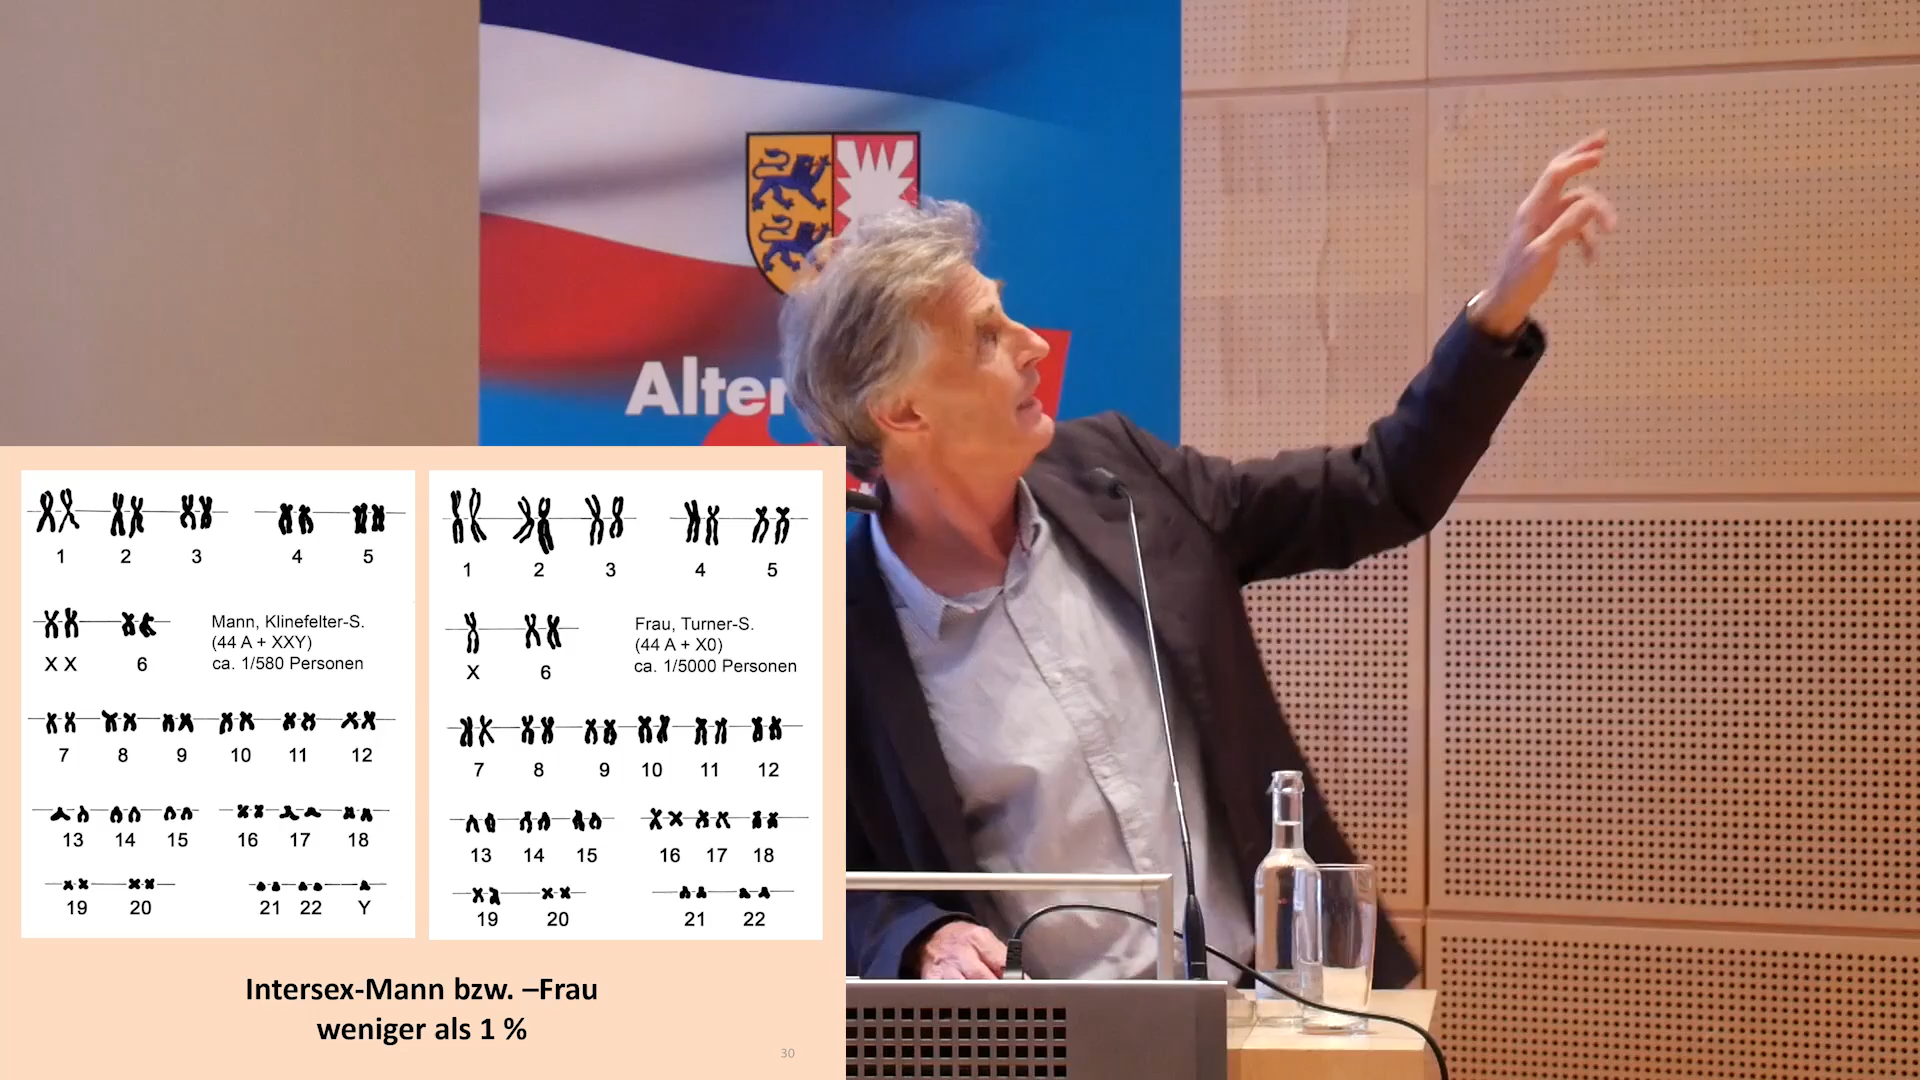 Alter
1 2 3 4 5
X X 6
Mann, Klinefelter-S.
(44 A + XXY)
ca. 1/580 Personen
7 8 9 10 11 12
13 14 15 16 17 18
19 20 21 22 Y
1 2 3 4 5
X 6
Frau, Turner-S.
(44 A + X0)
ca. 1/5000 Personen
7 8 9 10 11 12
13 14 15 16 17 18
19 20 21 22
Intersex-Mann bzw. –Frau
weniger als 1 %
30